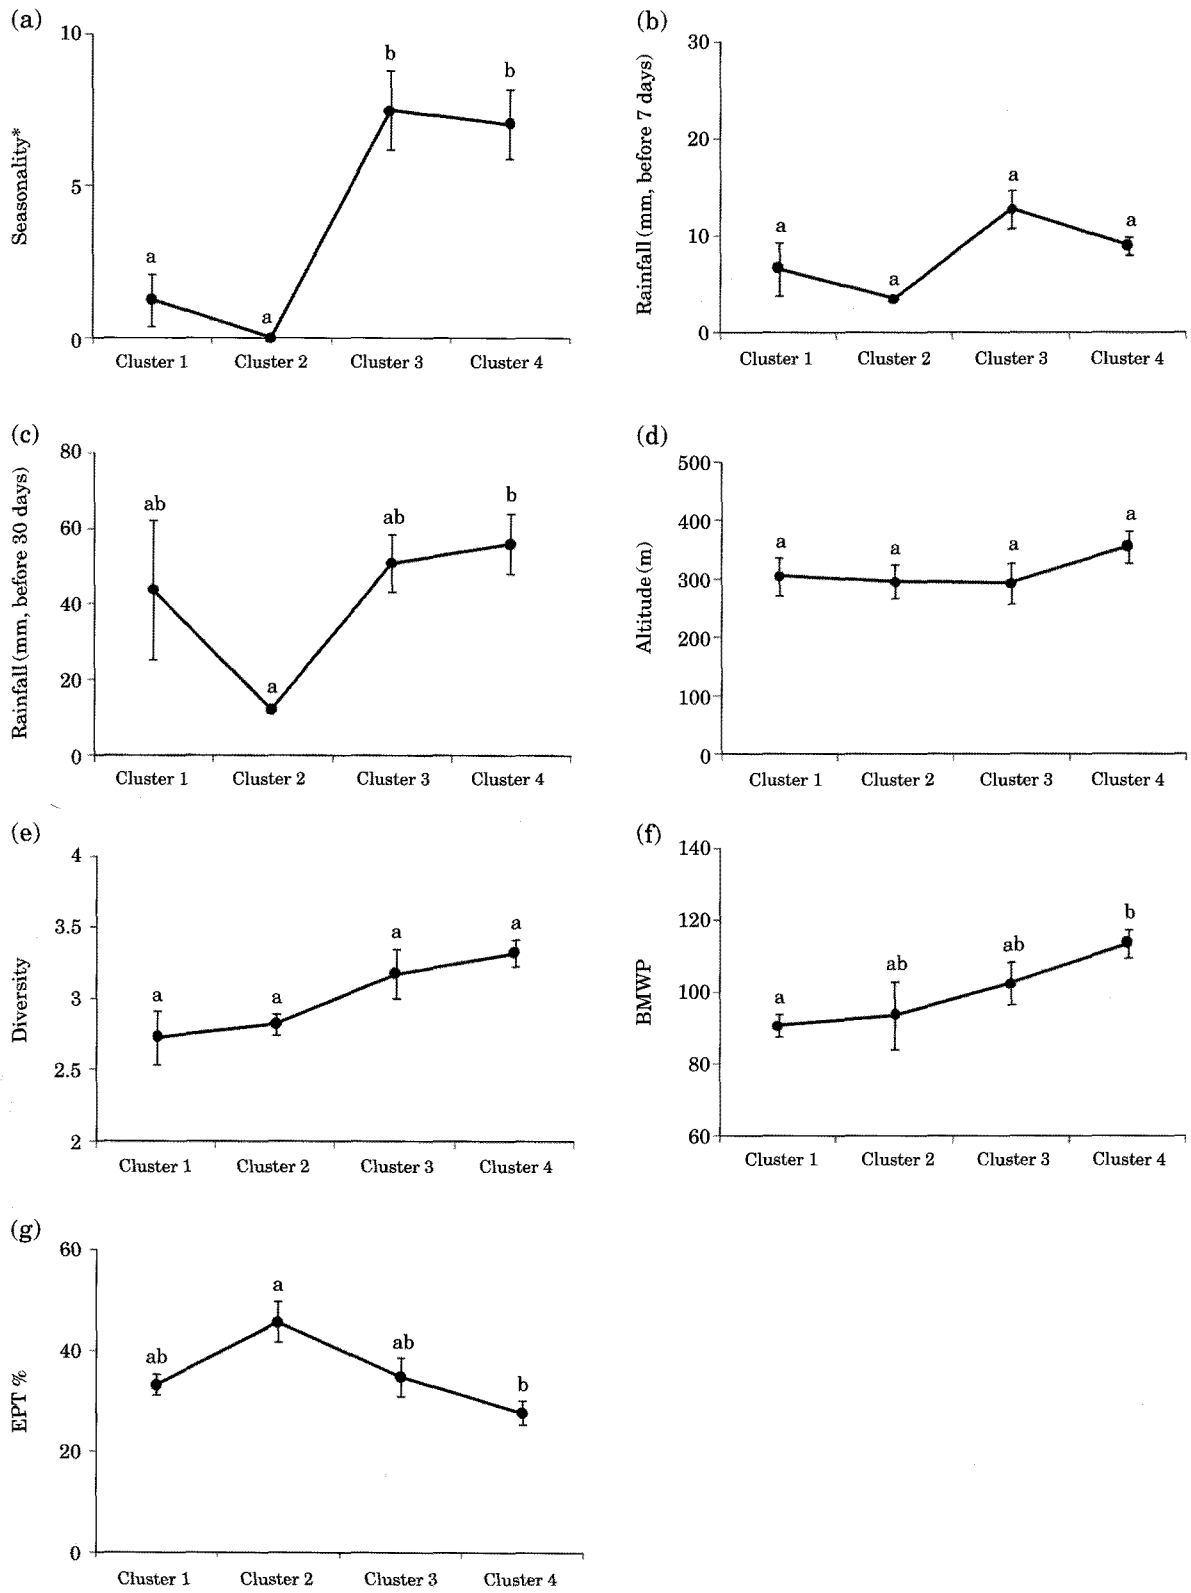 (a)
10
5
0
Seasonality*
a
a
b
b
Cluster 1 Cluster 2 Cluster 3 Cluster 4
(b)
30
20
10
0
Rainfall (mm, before 7 days)
a
a
a
a
Cluster 1 Cluster 2 Cluster 3 Cluster 4
(c)
80
60
40
20
0
Rainfall (mm, before 30 days)
ab
a
ab
b
Cluster 1 Cluster 2 Cluster 3 Cluster 4
(d)
500
400
300
200
100
0
Altitude (m)
a
a
a
a
Cluster 1 Cluster 2 Cluster 3 Cluster 4
(e)
4
3.5
3
2.5
2
Diversity
a
a
a
a
Cluster 1 Cluster 2 Cluster 3 Cluster 4
(f)
140
120
100
80
60
BMWP
a
ab
ab
b
Cluster 1 Cluster 2 Cluster 3 Cluster 4
(g)
60
40
20
0
EPT %
ab
a
ab
b
Cluster 1 Cluster 2 Cluster 3 Cluster 4